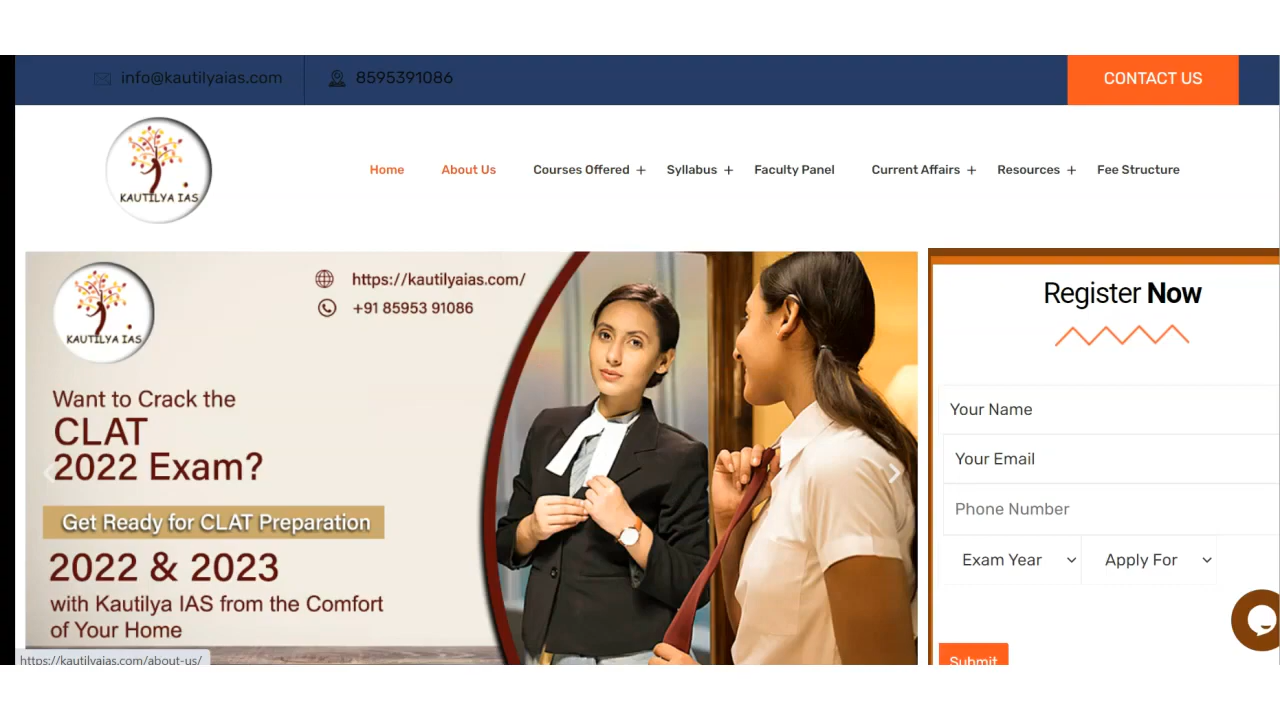 info@kautilyaias.com
8595391086
CONTACT US
KAUTILYA IAS
Home
About Us
Courses Offered +
Syllabus +
Faculty Panel
Current Affairs +
Resources +
Fee Structure
KAUTILYA IAS
https://kautilyaias.com/
+91 85953 91086
Want to Crack the
CLAT
2022 Exam?
Get Ready for CLAT Preparation
2022 & 2023
with Kautilya IAS from the Comfort
of Your Home
Register Now
Your Name
Your Email
Phone Number
Exam Year
Apply For
Submit
https://kautilyaias.com/about-us/